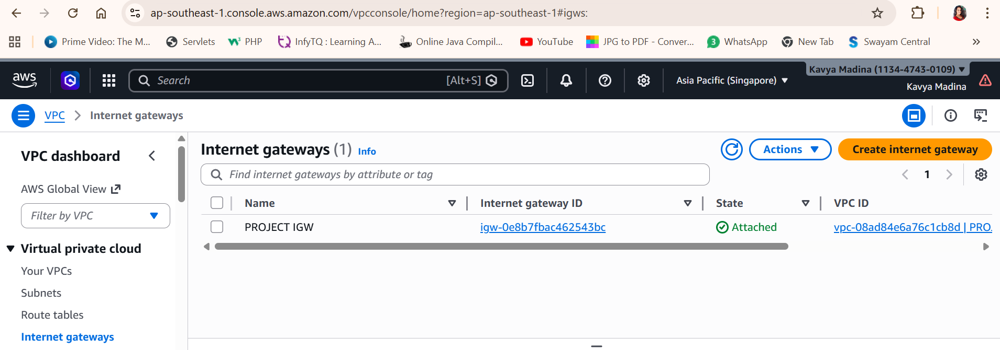 ap-southeast-1.console.aws.amazon.com/vpcconsole/home?region=ap-southeast-1#igws:
Prime Video: The M... Servlets PHP InfyTQ : Learning A... Online Java Compil... YouTube JPG to PDF - Conver... 3 WhatsApp New Tab Swayam Central
aws Search [Alt+S] Asia Pacific (Singapore) Kavya Madina (1134-4743-0109)
Kavya Madina
VPC Internet gateways
VPC dashboard
AWS Global View
Filter by VPC
Virtual private cloud
Your VPCs
Subnets
Route tables
Internet gateways
Internet gateways (1) Info Actions Create internet gateway
Find internet gateways by attribute or tag 1
Name Internet gateway ID State VPC ID
PROJECT IGW igw-0e8b7fbac462543bc Attached vpc-08ad84e6a76c1cb8d | PRO